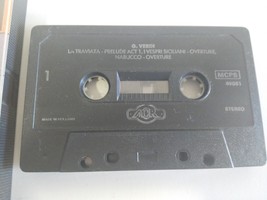 G. VERDI
La TRAVIATA - PRELUDE ACT 1, I VESPRI SICILIANI - OVERTURE,
NABUCCO - OVERTURE
1
MCPS
STEREO